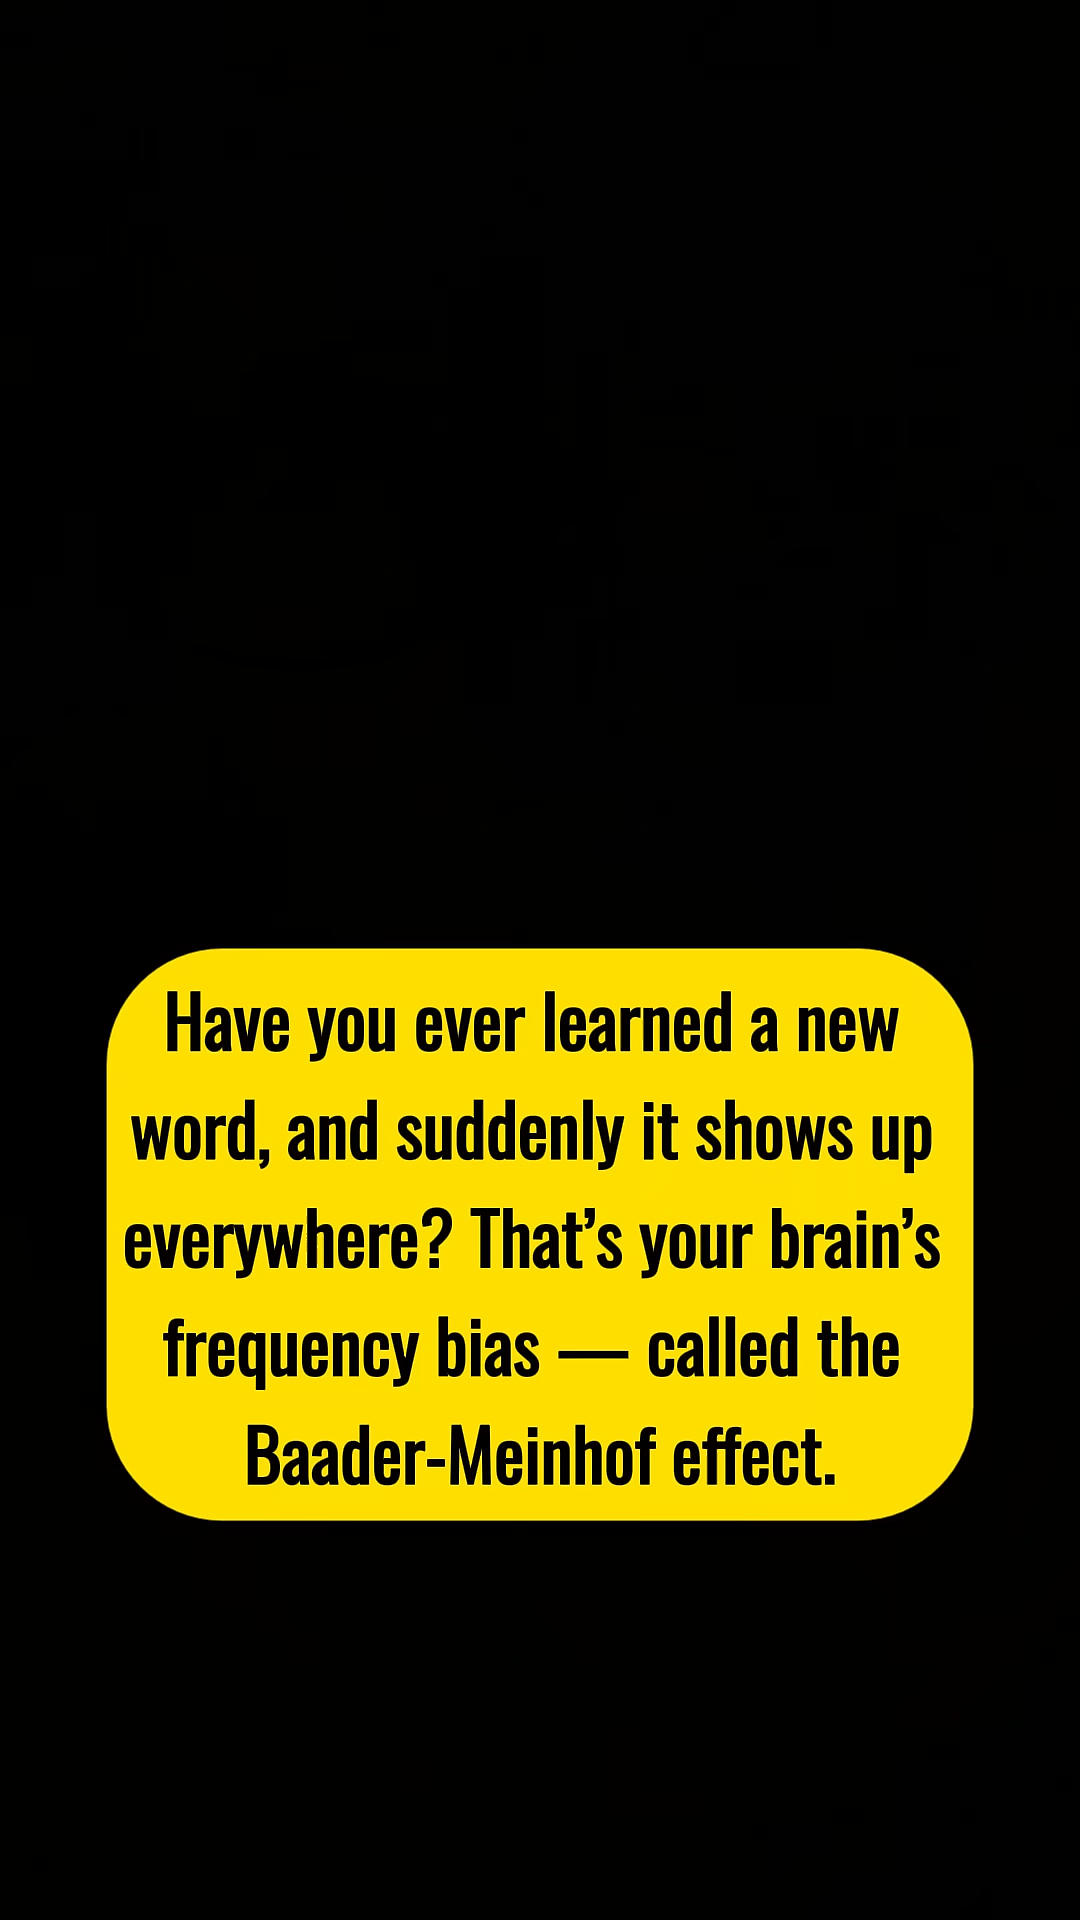 Have you ever learned a new
word, and suddenly it shows up
everywhere? That’s your brain’s
frequency bias — called the
Baader-Meinhof effect.